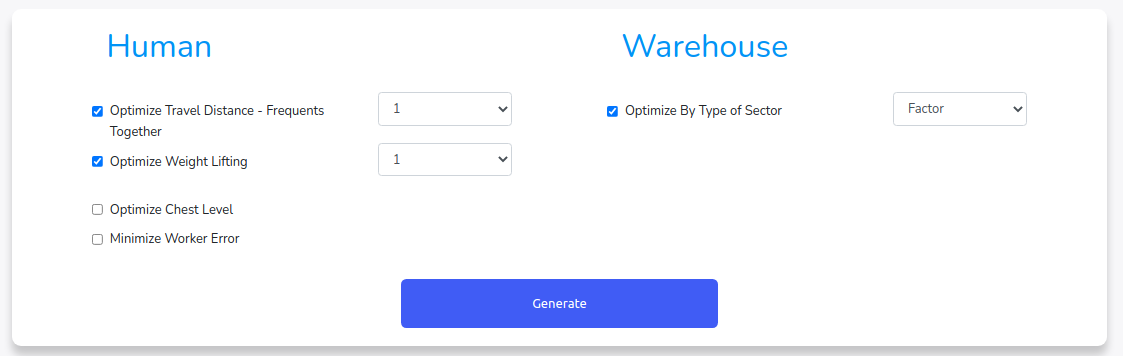 Human
Optimize Travel Distance - Frequents
Together
1
Optimize Weight Lifting
1
Optimize Chest Level
Minimize Worker Error
Warehouse
Optimize By Type of Sector
Factor
Generate